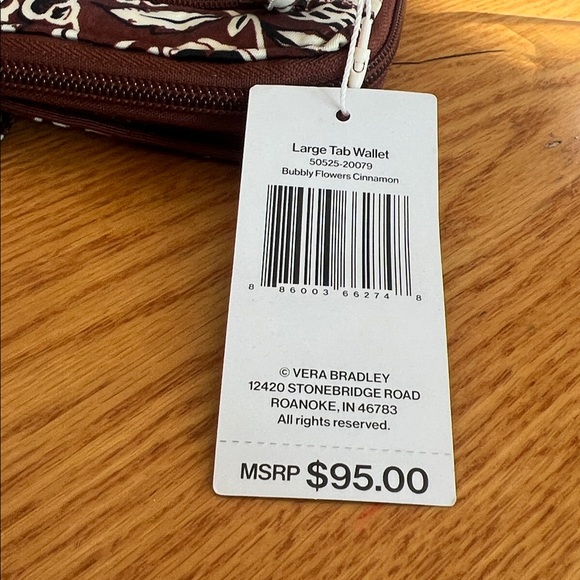 Large Tab Wallet
50525-20079
Bubbly Flowers Cinnamon
8 86003 66274 8
© VERA BRADLEY
12420 STONEBRIDGE ROAD
ROANOKE, IN 46783
All rights reserved.
MSRP $95.00